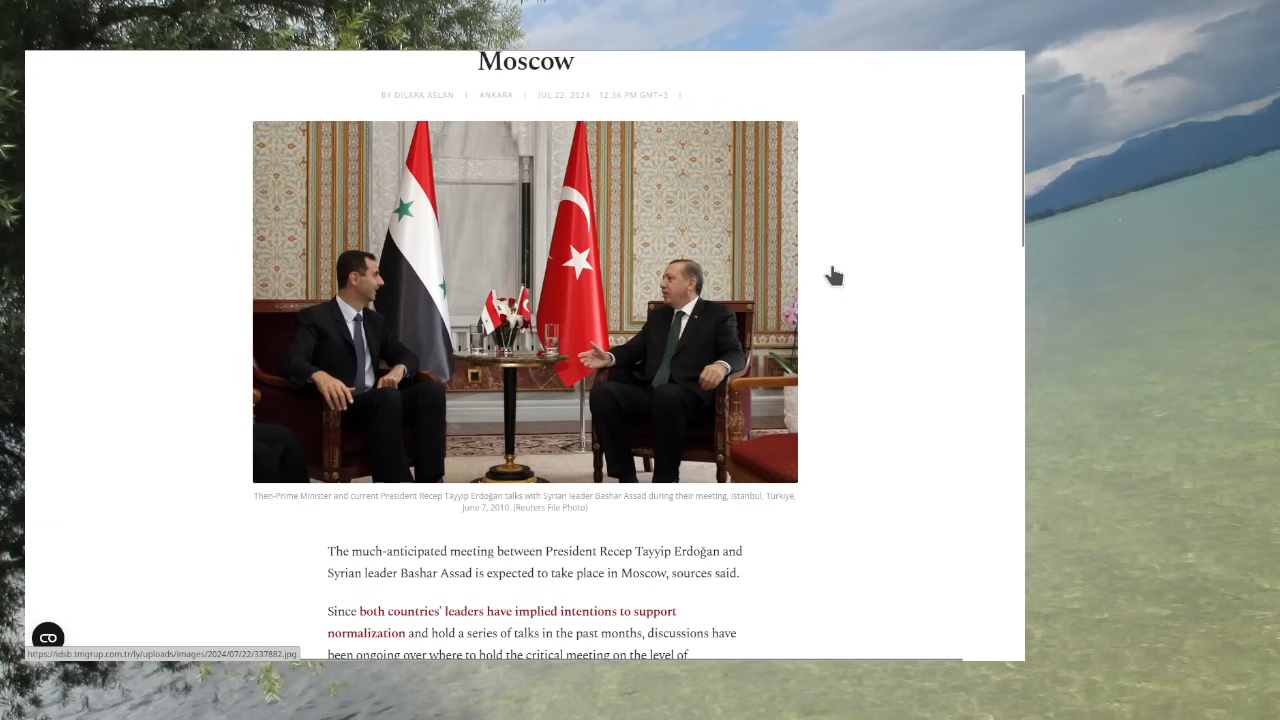 Moscow
BY DILARA ASLAN | ANKARA | JUL 22, 2024 12:36 PM GMT+3 |
Then-Prime Minister and current President Recep Tayyip Erdoğan talks with Syrian leader Bashar Assad during their meeting, Istanbul, Türkiye,
June 7, 2010. (Reuters File Photo)
The much-anticipated meeting between President Recep Tayyip Erdoğan and
Syrian leader Bashar Assad is expected to take place in Moscow, sources said.
Since both countries' leaders have implied intentions to support
normalization and hold a series of talks in the past months, discussions have
been ongoing over where to hold the critical meeting on the level of
https://idsb.tmgrup.com.tr/ly/uploads/images/2024/07/22/337882.jpg